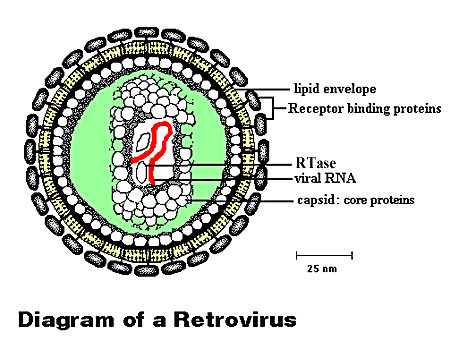 lipid envelope
Receptor binding proteins
RTase
viral RNA
capsid: core proteins
25 nm
Diagram of a Retrovirus